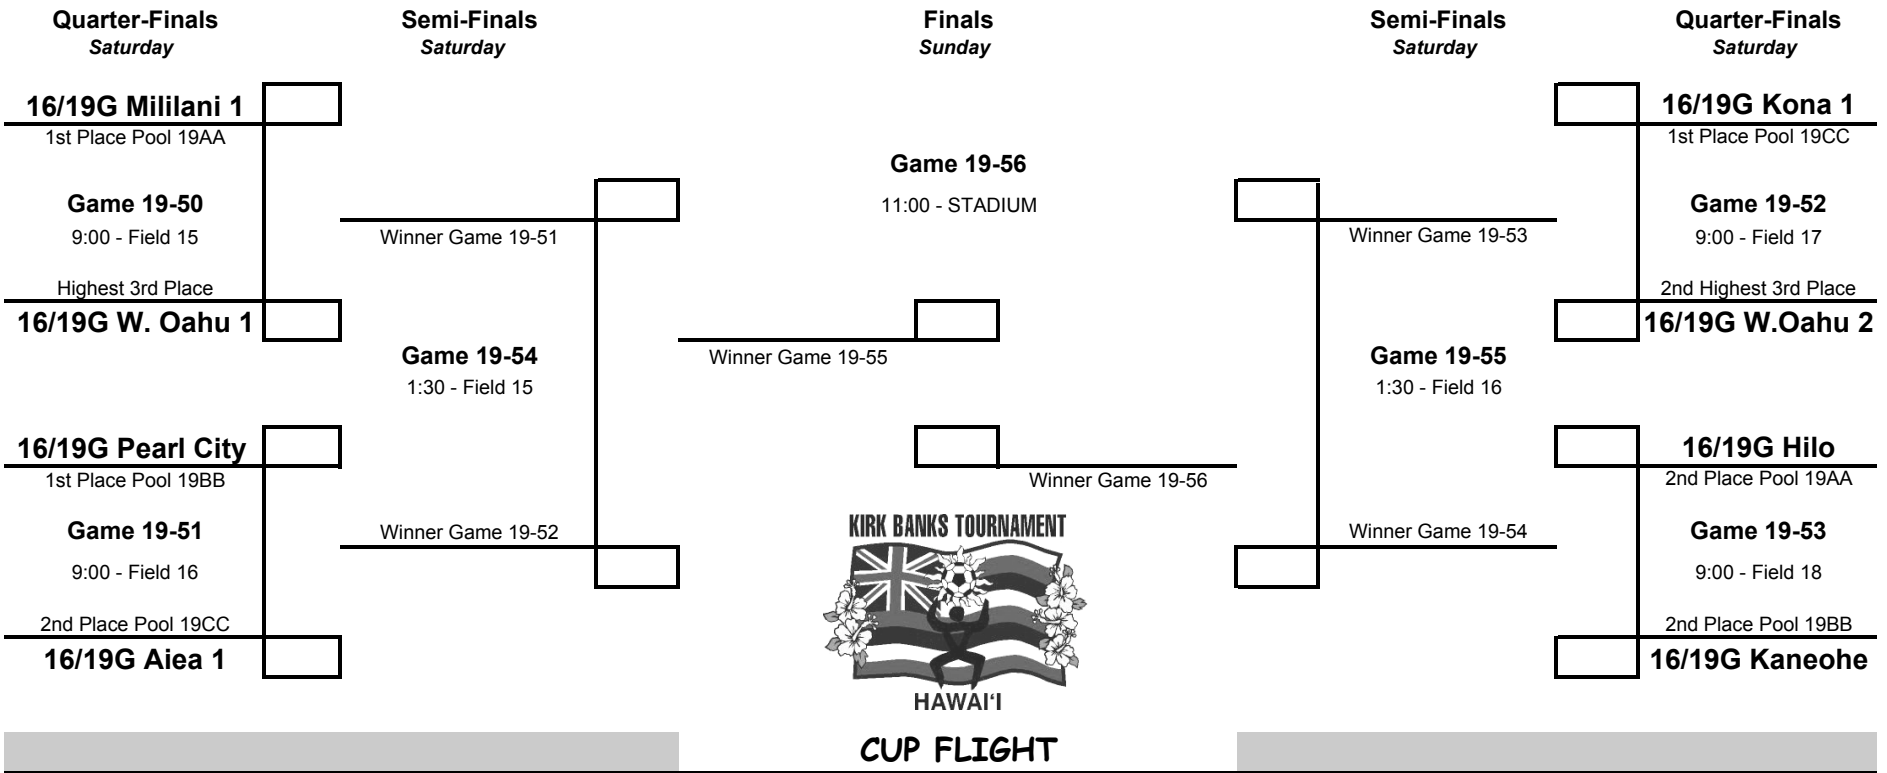 Quarter-Finals
Saturday
Semi-Finals
Saturday
Finals
Sunday
Semi-Finals
Saturday
Quarter-Finals
Saturday
16/19G Mililani 1
1st Place Pool 19AA
Game 19-50
9:00 - Field 15
Highest 3rd Place
16/19G W. Oahu 1
16/19G Pearl City
1st Place Pool 19BB
Game 19-51
9:00 - Field 16
2nd Place Pool 19CC
16/19G Aiea 1
Winner Game 19-51
Game 19-54
1:30 - Field 15
Winner Game 19-52
Game 19-56
11:00 - STADIUM
Winner Game 19-55
Winner Game 19-56
KIRK BANKS TOURNAMENT
HAWAI‘I
CUP FLIGHT
Winner Game 19-53
Game 19-55
1:30 - Field 16
Winner Game 19-54
16/19G Kona 1
1st Place Pool 19CC
Game 19-52
9:00 - Field 17
2nd Highest 3rd Place
16/19G W.Oahu 2
16/19G Hilo
2nd Place Pool 19AA
Game 19-53
9:00 - Field 18
2nd Place Pool 19BB
16/19G Kaneohe